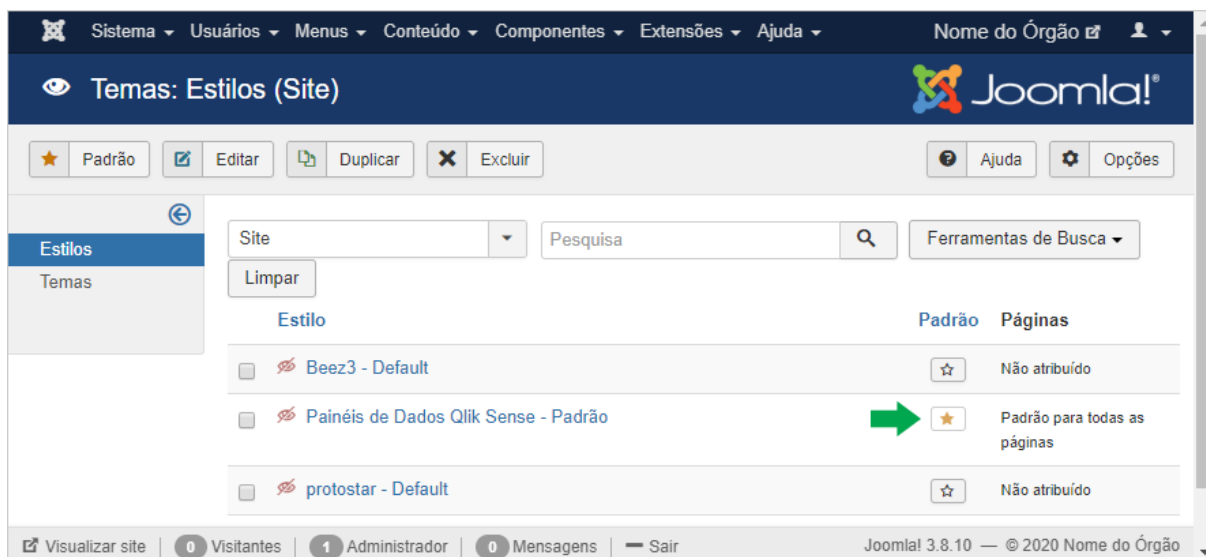 Sistema Usuários Menus Conteúdo Componentes Extensões Ajuda Nome do Órgão
Temas: Estilos (Site) Joomla!®
Padrão Editar Duplicar Excluir Ajuda Opções
Estilos
Temas
Site Pesquisa Ferramentas de Busca
Limpar
Estilo Padrão Páginas
Beez3 - Default Não atribuído
Painéis de Dados Qlik Sense - Padrão Padrão para todas as
páginas
protostar - Default Não atribuído
Visualizar site | 0 Visitantes | 1 Administrador | 0 Mensagens | Sair Joomla! 3.8.10 — © 2020 Nome do Órgão